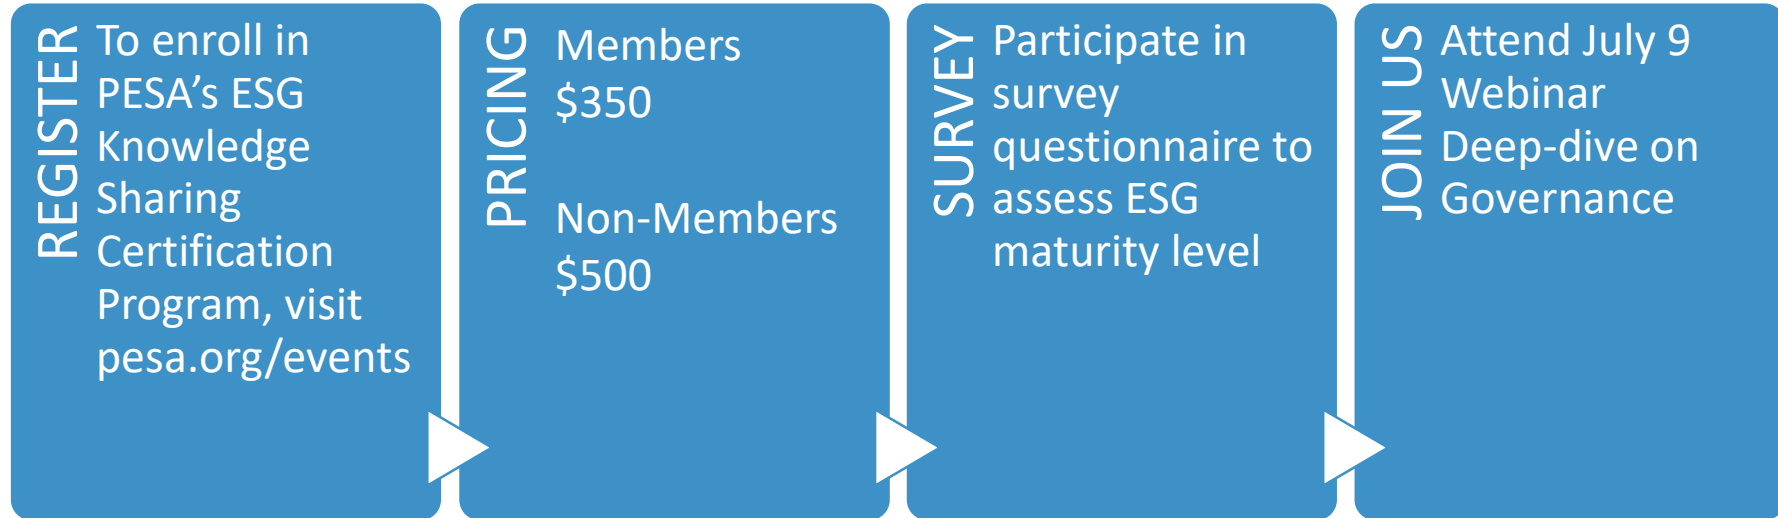 REGISTER
To enroll in
PESA’s ESG
Knowledge
Sharing
Certification
Program, visit
pesa.org/events
PRICING
Members
$350
Non-Members
$500
SURVEY
Participate in
survey
questionnaire to
assess ESG
maturity level
JOIN US
Attend July 9
Webinar
Deep-dive on
Governance